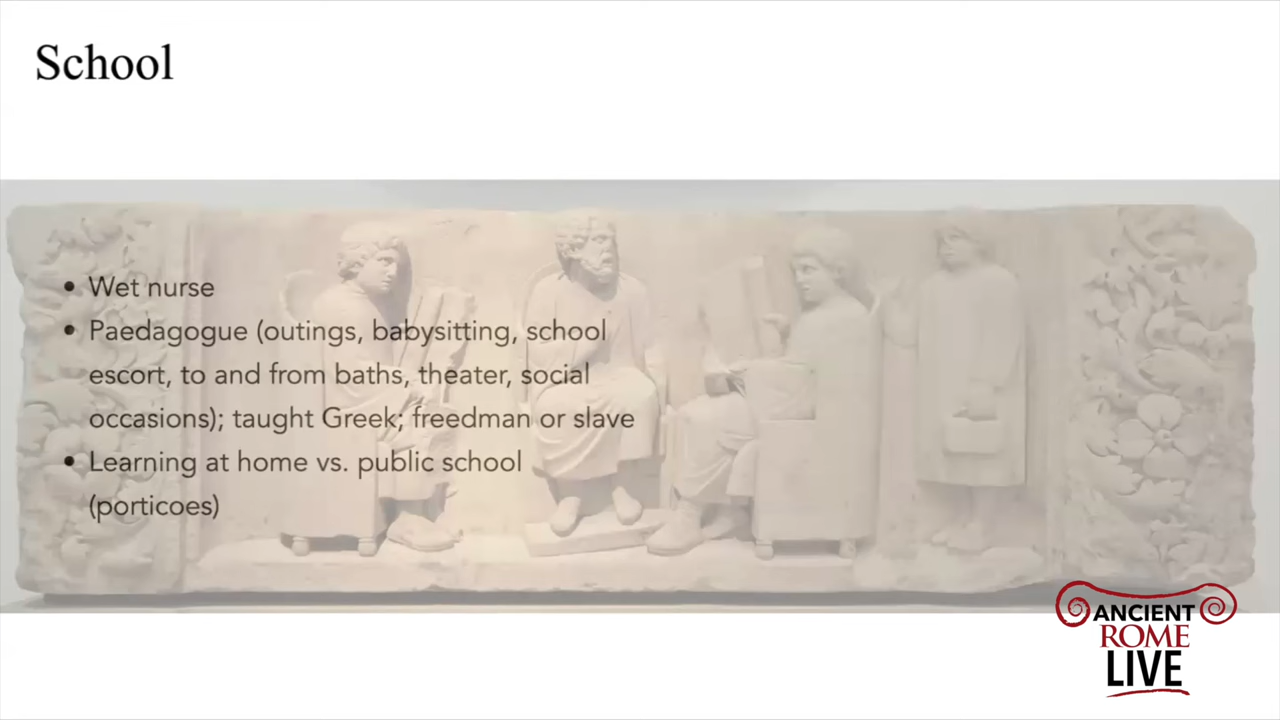 School
• Wet nurse
• Paedagogue (outings, babysitting, school
escort, to and from baths, theater, social
occasions); taught Greek; freedman or slave
• Learning at home vs. public school
(porticoes)
ANCIENT
ROME
LIVE